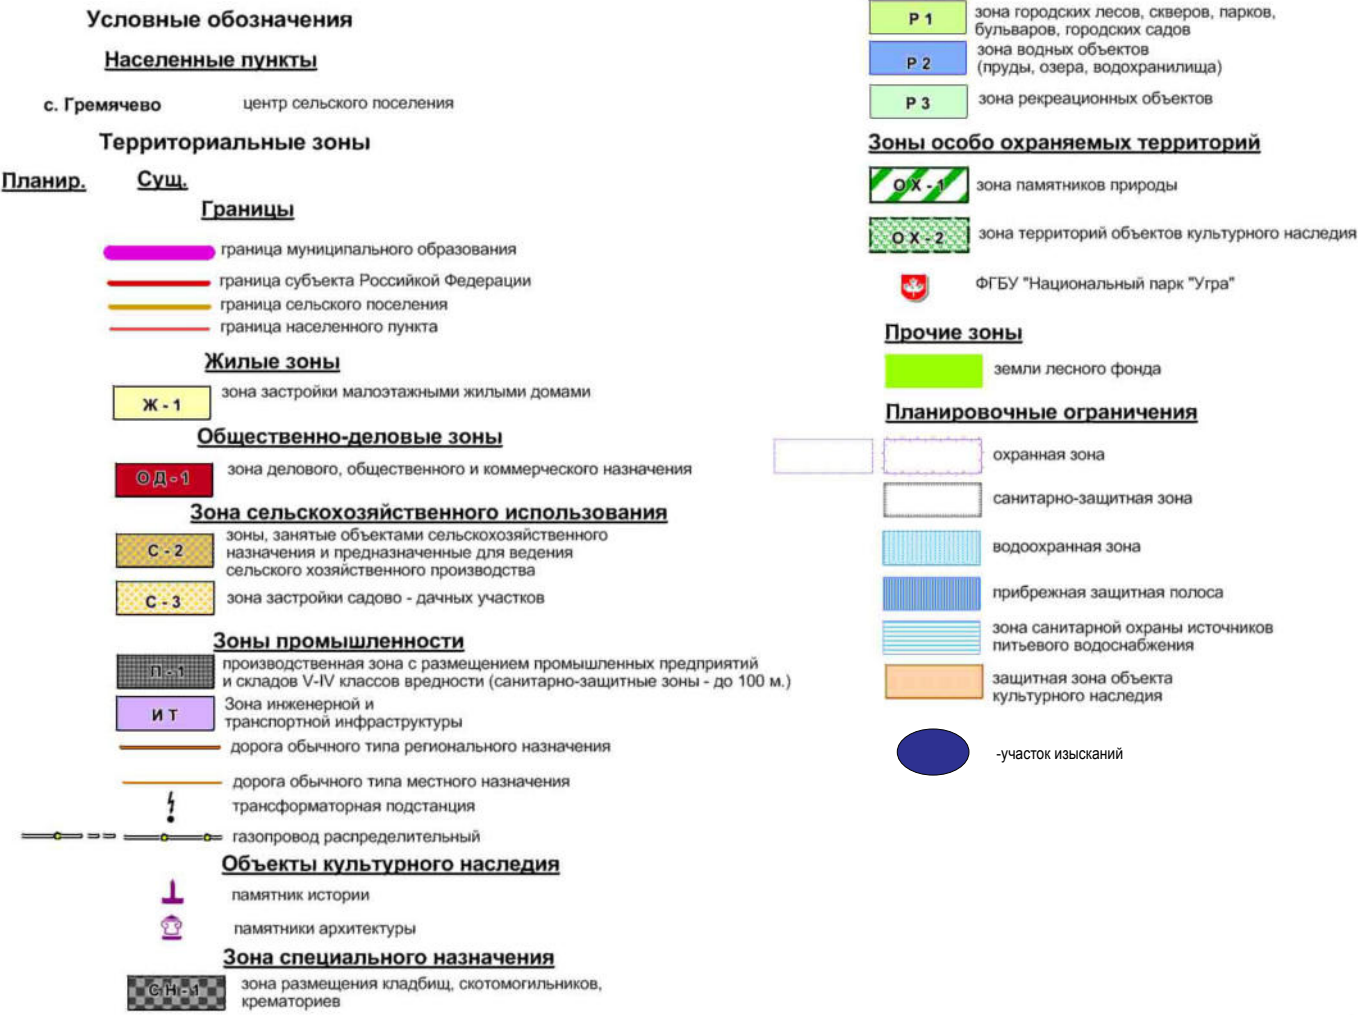 Условные обозначения
Населенные пункты
с. Гремячево
центр сельского поселения
Территориальные зоны
Планир.
Сущ.
Границы
граница муниципального образования
граница субъекта Российкой Федерации
граница сельского поселения
граница населенного пункта
Жилые зоны
Ж - 1
зона застройки малоэтажными жилыми домами
Общественно-деловые зоны
ОД - 1
зона делового, общественного и коммерческого назначения
Зона сельскохозяйственного использования
С - 2
зоны, занятые объектами сельскохозяйственного
назначения и предназначенные для ведения
сельского хозяйственного производства
С - 3
зона застройки садово - дачных участков
Зоны промышленности
П - 1
производственная зона с размещением промышленных предприятий
и складов V-IV классов вредности (санитарно-защитные зоны - до 100 м.)
И Т
Зона инженерной и
транспортной инфраструктуры
дорога обычного типа регионального назначения
дорога обычного типа местного назначения
трансформаторная подстанция
газопровод распределительный
Объекты культурного наследия
памятник истории
памятники архитектуры
Зона специального назначения
СН - 1
зона размещения кладбищ, скотомогильников,
крематориев
Р 1
зона городских лесов, скверов, парков,
бульваров, городских садов
Р 2
зона водных объектов
(пруды, озера, водохранилища)
Р 3
зона рекреационных объектов
Зоны особо охраняемых территорий
ОХ - 1
зона памятников природы
ОХ - 2
зона территорий объектов культурного наследия
ФГБУ "Национальный парк "Угра"
Прочие зоны
земли лесного фонда
Планировочные ограничения
охранная зона
санитарно-защитная зона
водоохранная зона
прибрежная защитная полоса
зона санитарной охраны источников
питьевого водоснабжения
защитная зона объекта
культурного наследия
-участок изысканий